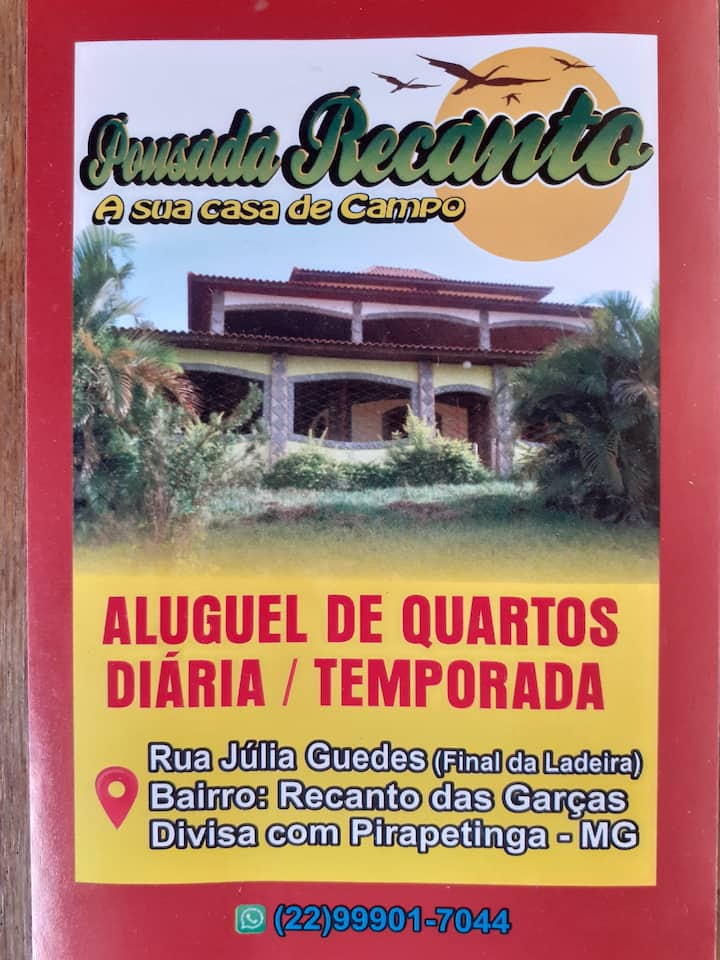 Pousada Recanto
A sua casa de Campo
ALUGUEL DE QUARTOS
DIÁRIA / TEMPORADA
Rua Júlia Guedes (Final da Ladeira)
Bairro: Recanto das Garças
Divisa com Pirapetinga - MG
(22)99901-7044